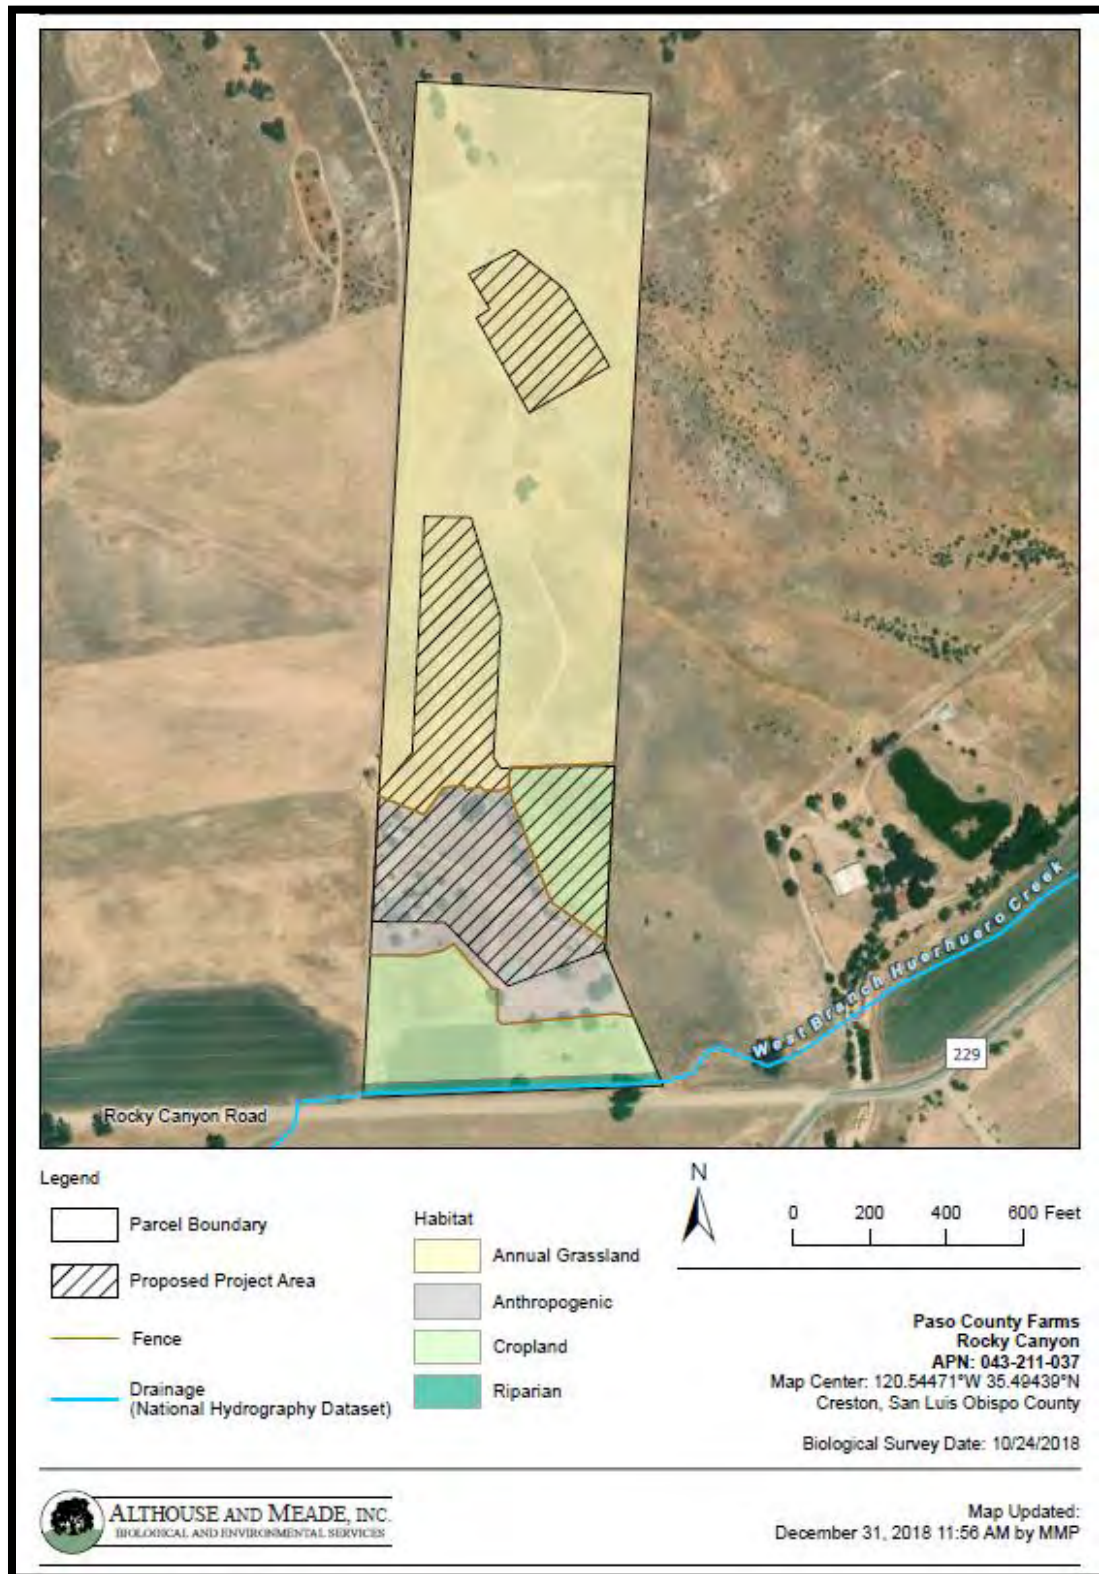 West Branch Huerhuero Creek
229
Rocky Canyon Road
Legend
Parcel Boundary
Proposed Project Area
Fence
Drainage
(National Hydrography Dataset)
Habitat
Annual Grassland
Anthropogenic
Cropland
Riparian
N
0 200 400 600 Feet
Paso County Farms
Rocky Canyon
APN: 043-211-037
Map Center: 120.54471°W 35.49439°N
Creston, San Luis Obispo County
Biological Survey Date: 10/24/2018
ALTHOUSE AND MEADE, INC.
BIOLOGICAL AND ENVIRONMENTAL SERVICES
Map Updated:
December 31, 2018 11:56 AM by MMP